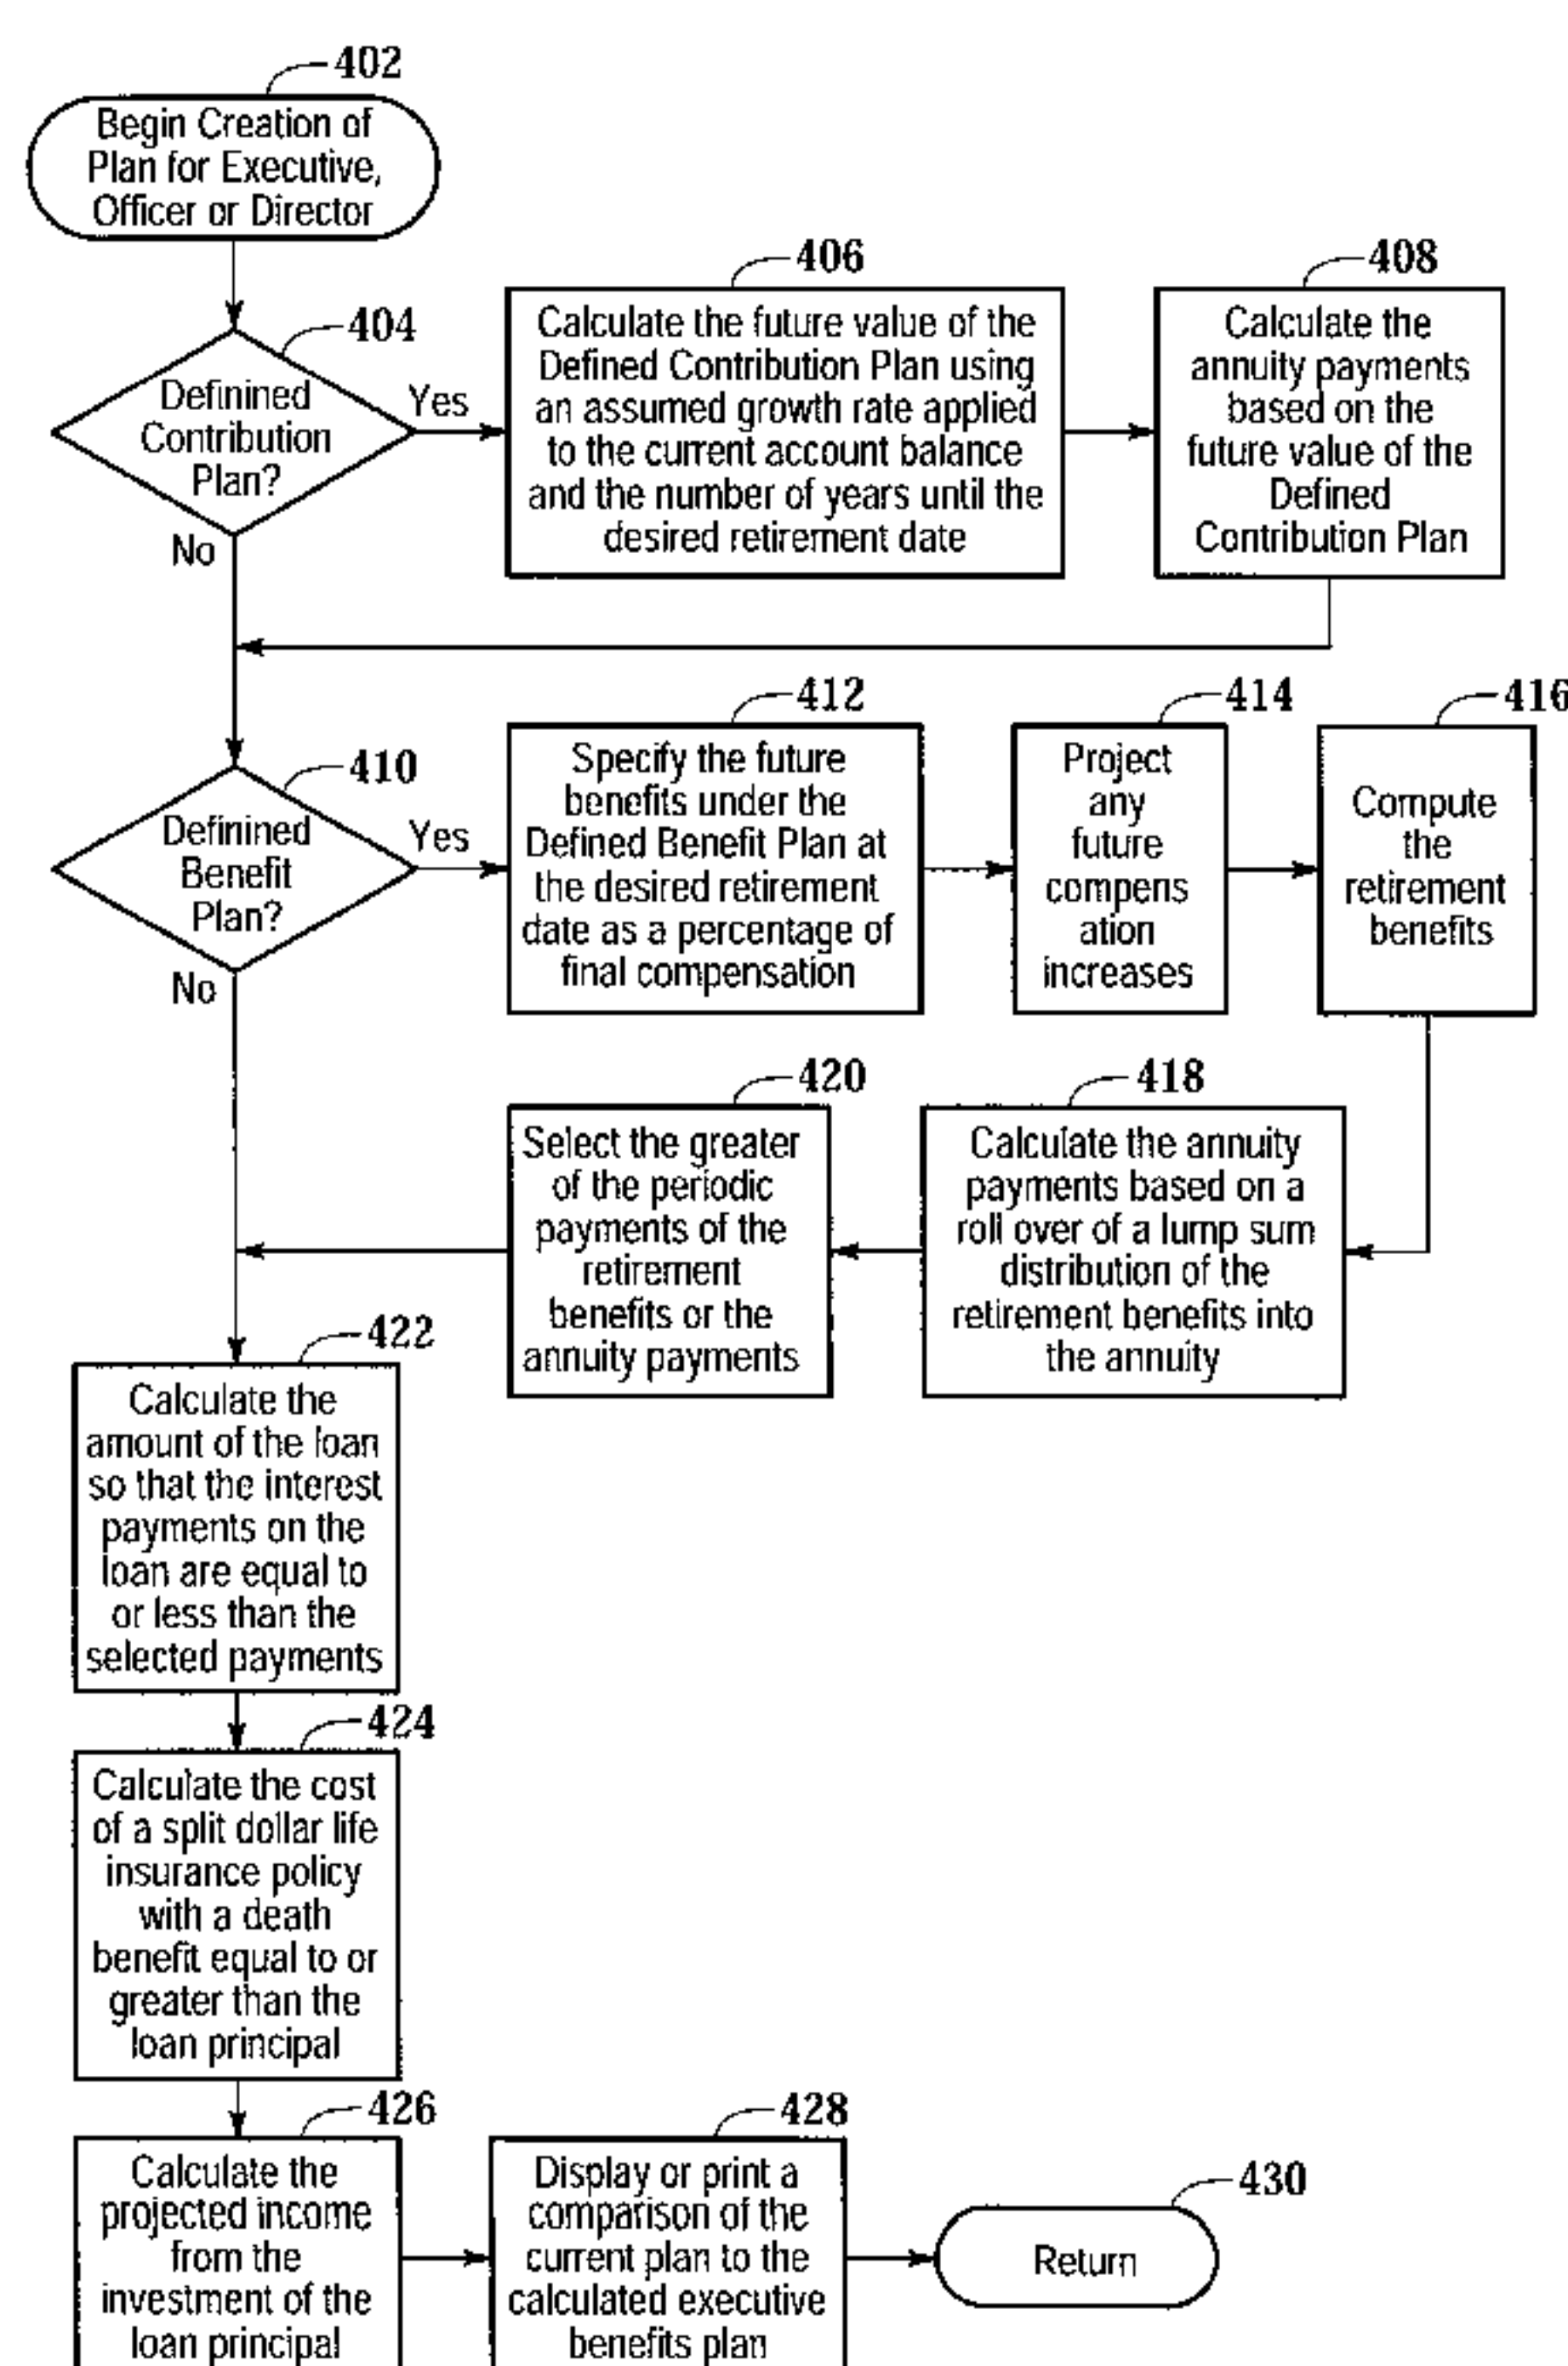 402
Begin Creation of
Plan for Executive,
Officer or Director
404
Definined
Contribution
Plan?
Yes
No
406
Calculate the future value of the
Defined Contribution Plan using
an assumed growth rate applied
to the current account balance
and the number of years until the
desired retirement date
408
Calculate the
annuity payments
based on the
future value of the
Defined
Contribution Plan
410
Definined
Benefit
Plan?
Yes
No
412
Specify the future
benefits under the
Defined Benefit Plan at
the desired retirement
date as a percentage of
final compensation
414
Project
any
future
compens
ation
increases
416
Compute
the
retirement
benefits
418
Calculate the annuity
payments based on a
roll over of a lump sum
distribution of the
retirement benefits into
the annuity
420
Select the greater
of the periodic
payments of the
retirement
benefits or the
annuity payments
422
Calculate the
amount of the loan
so that the interest
payments on the
loan are equal to
or less than the
selected payments
424
Calculate the cost
of a split dollar life
insurance policy
with a death
benefit equal to or
greater than the
loan principal
426
Calculate the
projected income
from the
investment of the
loan principal
428
Display or print a
comparison of the
current plan to the
calculated executive
benefits plan
430
Return